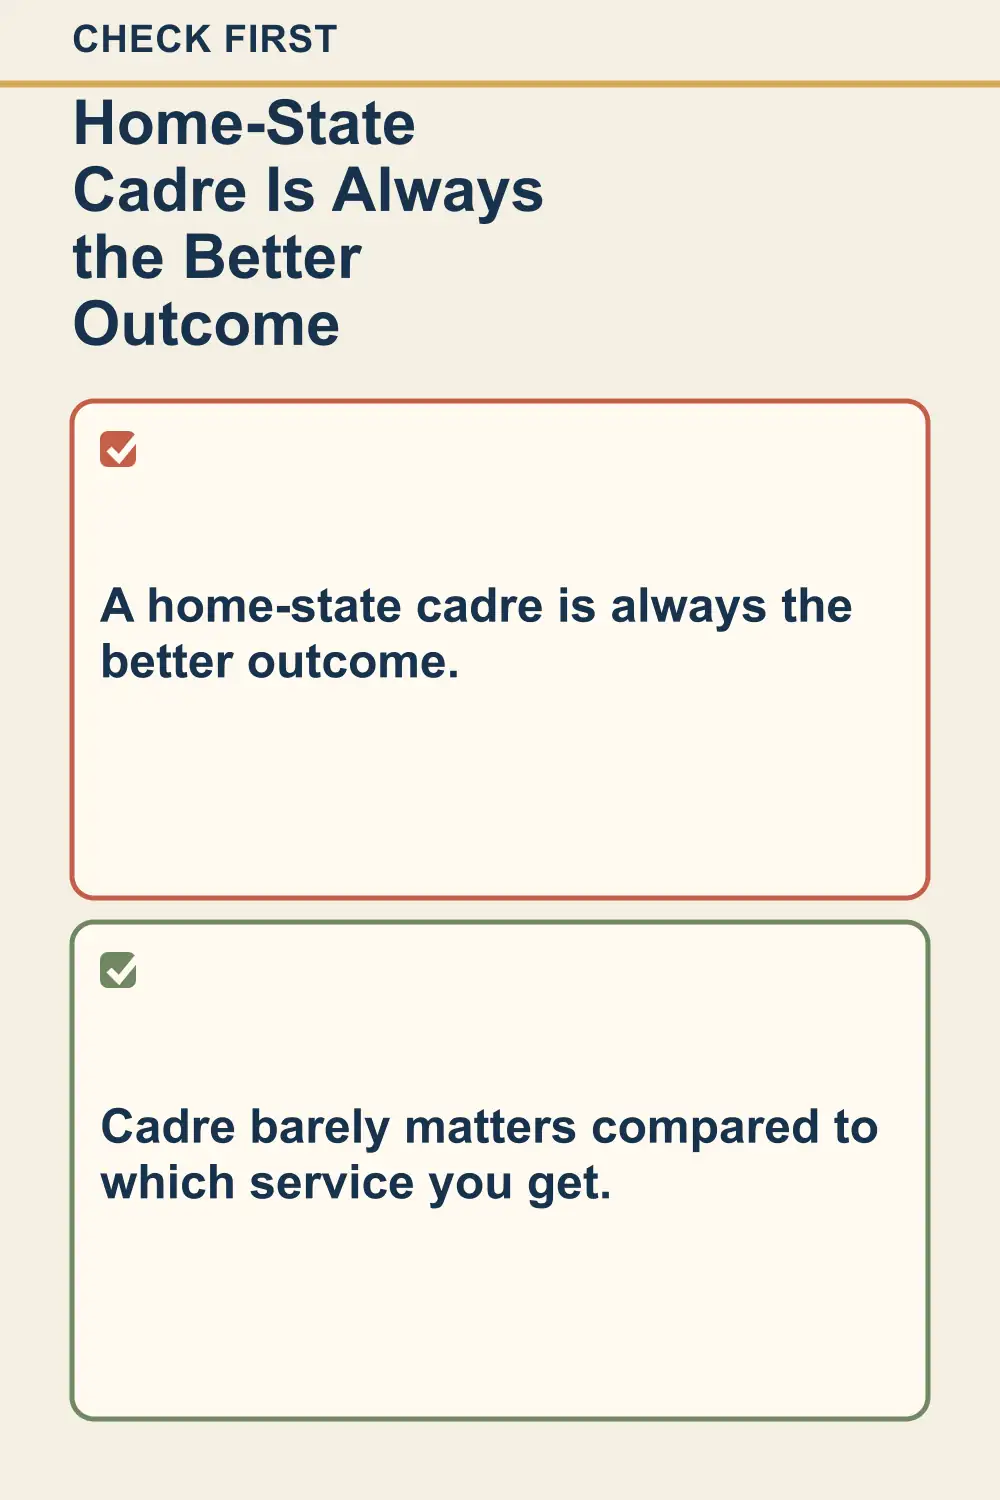 CHECK FIRST
Home-State
Cadre Is Always
the Better
Outcome
A home-state cadre is always the
better outcome.
Cadre barely matters compared to
which service you get.